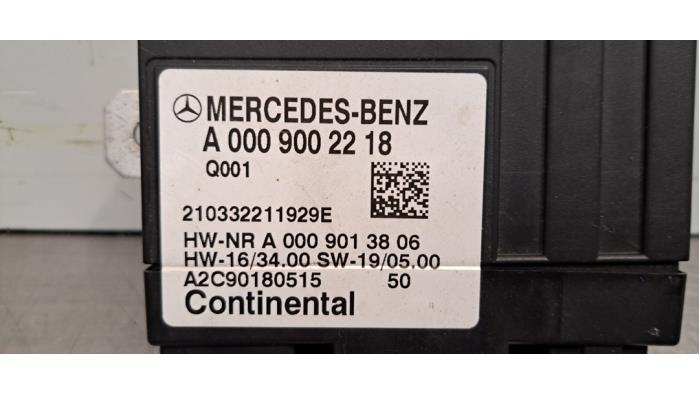 MERCEDES-BENZ
A 000 900 22 18
Q001
210332211929E
HW-NR A 000 901 38 06
HW-16/34.00 SW-19/05.00
A2C90180515 50
Continental